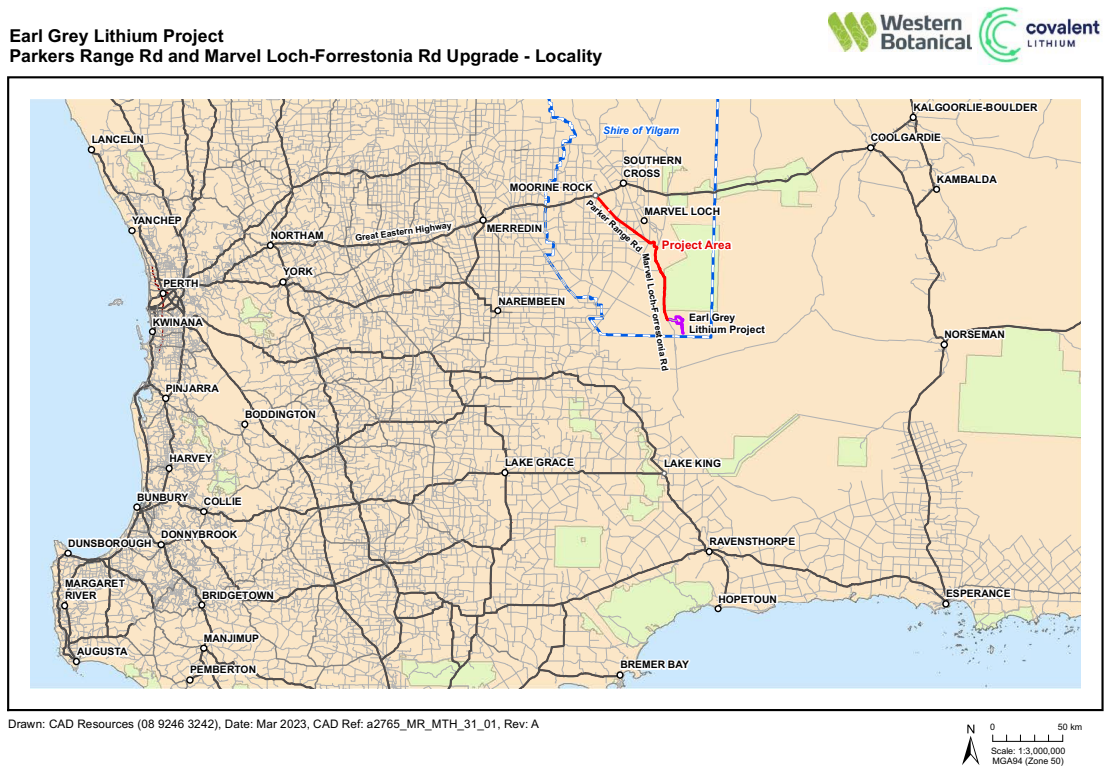 Earl Grey Lithium Project
Parkers Range Rd and Marvel Loch-Forrestonia Rd Upgrade - Locality
Western
Botanical
covalent
LITHIUM
KALGOORLIE-BOULDER
LANCELIN
Shire of Yilgarn
COOLGARDIE
SOUTHERN
CROSS
KAMBALDA
MOORINE ROCK
MARVEL LOCH
YANCHEP
Parker Range Rd
MERREDIN
Great Eastern Highway
NORTHAM
Project Area
YORK
Marvel Loch-Forrestonia Rd
PERTH
NAREMBEEN
Earl Grey
Lithium Project
KWINANA
NORSEMAN
PINJARRA
BODDINGTON
HARVEY
LAKE GRACE
LAKE KING
BUNBURY
COLLIE
DONNYBROOK
DUNSBOROUGH
RAVENSTHORPE
MARGARET
RIVER
BRIDGETOWN
HOPETOUN
ESPERANCE
MANJIMUP
AUGUSTA
PEMBERTON
BREMER BAY
Drawn: CAD Resources (08 9246 3242), Date: Mar 2023, CAD Ref: a2765_MR_MTH_31_01, Rev: A
N
0 50 km
Scale: 1:3,000,000
MGA94 (Zone 50)